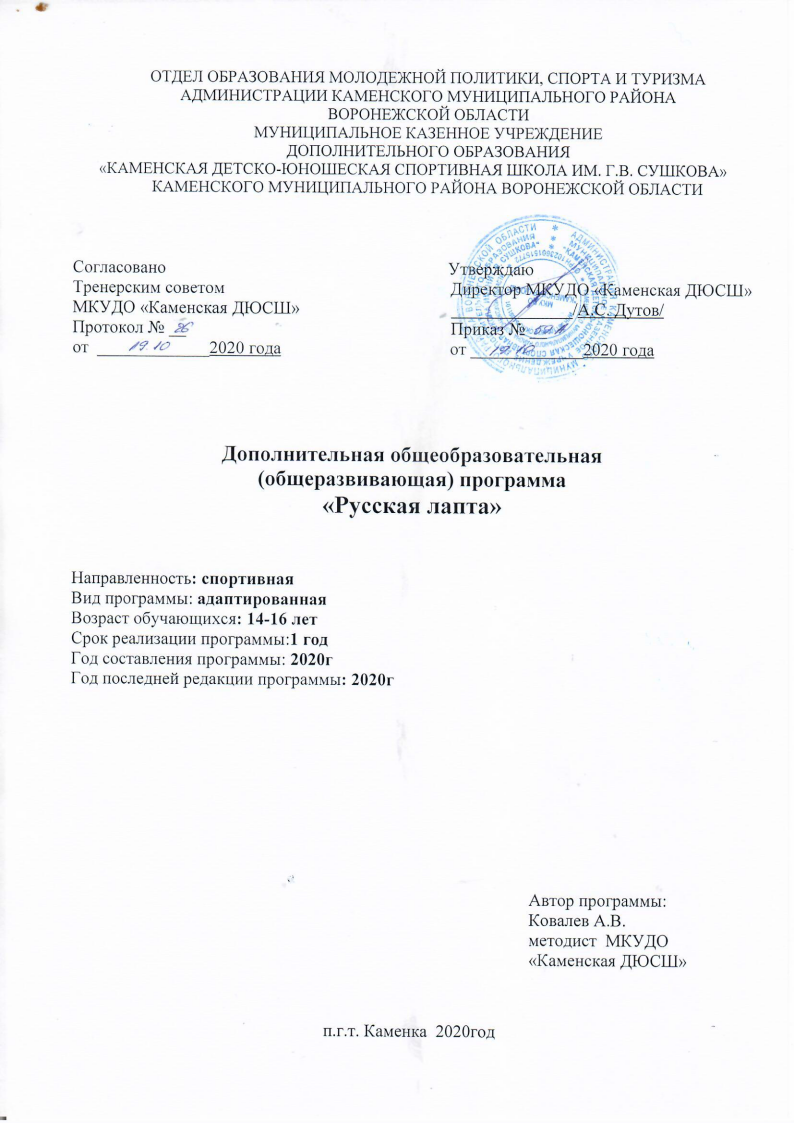 ОТДЕЛ ОБРАЗОВАНИЯ МОЛОДЕЖНОЙ ПОЛИТИКИ, СПОРТА И ТУРИЗМА
АДМИНИСТРАЦИИ КАМЕНСКОГО МУНИЦИПАЛЬНОГО РАЙОНА
ВОРОНЕЖСКОЙ ОБЛАСТИ
МУНИЦИПАЛЬНОЕ КАЗЕННОЕ УЧРЕЖДЕНИЕ
ДОПОЛНИТЕЛЬНОГО ОБРАЗОВАНИЯ
«КАМЕНСКАЯ ДЕТСКО-ЮНОШЕСКАЯ СПОРТИВНАЯ ШКОЛА ИМ. Г.В. СУШКОВА»
КАМЕНСКОГО МУНИЦИПАЛЬНОГО РАЙОНА ВОРОНЕЖСКОЙ ОБЛАСТИ
Согласовано
Тренерским советом
МКУДО «Каменская ДЮСШ»
Протокол №
от 19.10 2020 года
Утверждаю
Директор МКУДО «Каменская ДЮСШ»
/А.С. Дутов/
Приказ №
от 19.10 2020 года
Дополнительная общеобразовательная
(общеразвивающая) программа
«Русская лапта»
Направленность: спортивная
Вид программы: адаптированная
Возраст обучающихся: 14-16 лет
Срок реализации программы:1 год
Год составления программы: 2020г
Год последней редакции программы: 2020г
Автор программы:
Ковалев А.В.
методист МКУДО
«Каменская ДЮСШ»
п.г.т. Каменка 2020год